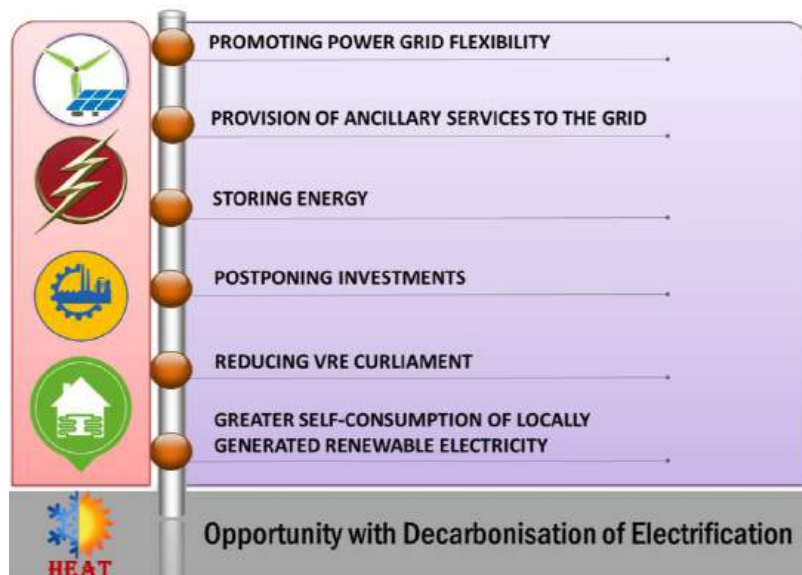 PROMOTING POWER GRID FLEXIBILITY
PROVISION OF ANCILLARY SERVICES TO THE GRID
STORING ENERGY
POSTPONING INVESTMENTS
REDUCING VRE CURLIAMENT
GREATER SELF-CONSUMPTION OF LOCALLY
GENERATED RENEWABLE ELECTRICITY
HEAT
Opportunity with Decarbonisation of Electrification